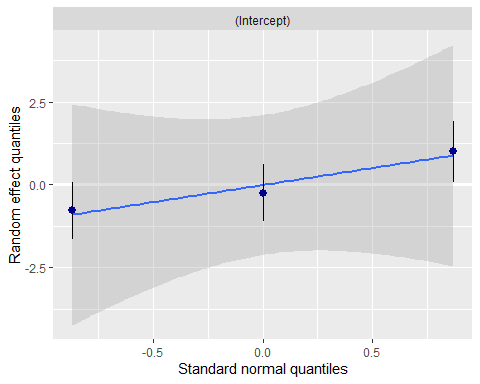 (Intercept)
Random effect quantiles
2.5
0.0
-2.5
-0.5
0.0
0.5
Standard normal quantiles